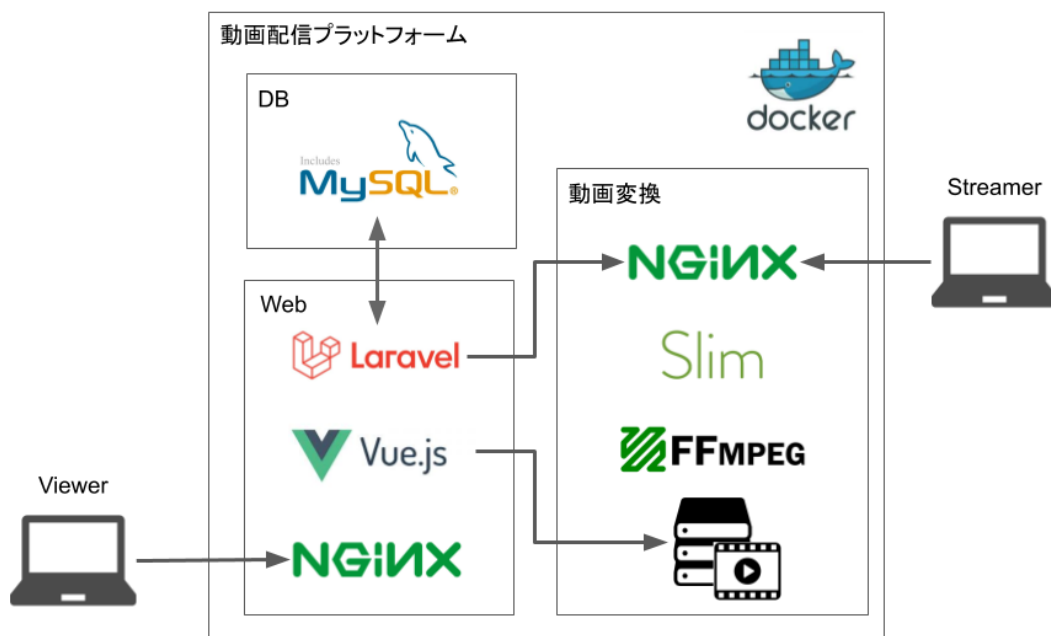 動画配信プラットフォーム
docker
DB
Includes
MySQL®
動画変換
Streamer
NGiNX
Web
Laravel
Slim
Vue.js
FFMPEG
Viewer
NGiNX